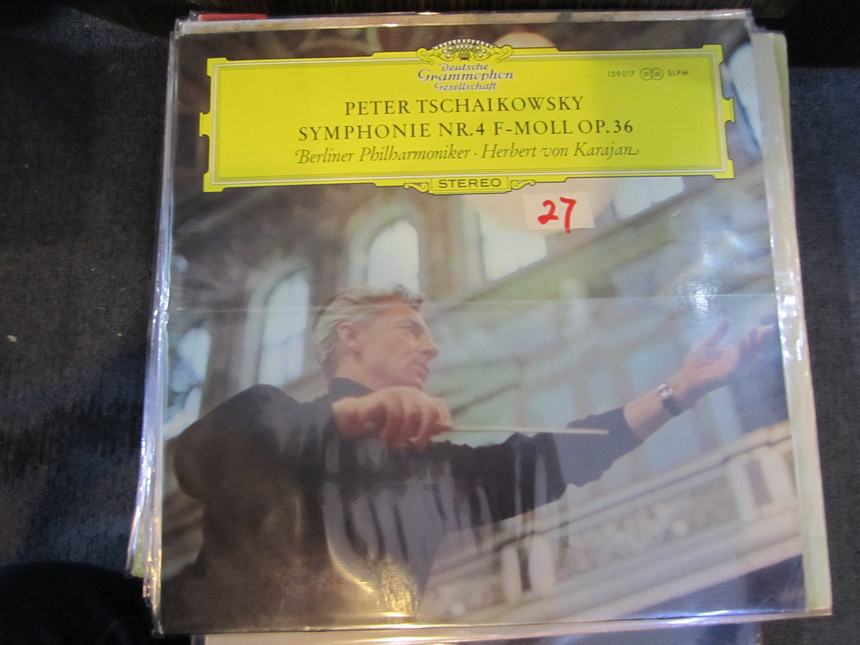 Deutsche
Grammophon
Gesellschaft
139017 SLPM
PETER TSCHAIKOWSKY
SYMPHONIE NR. 4 F-MOLL OP. 36
Berliner Philharmoniker · Herbert von Karajan
STEREO
27